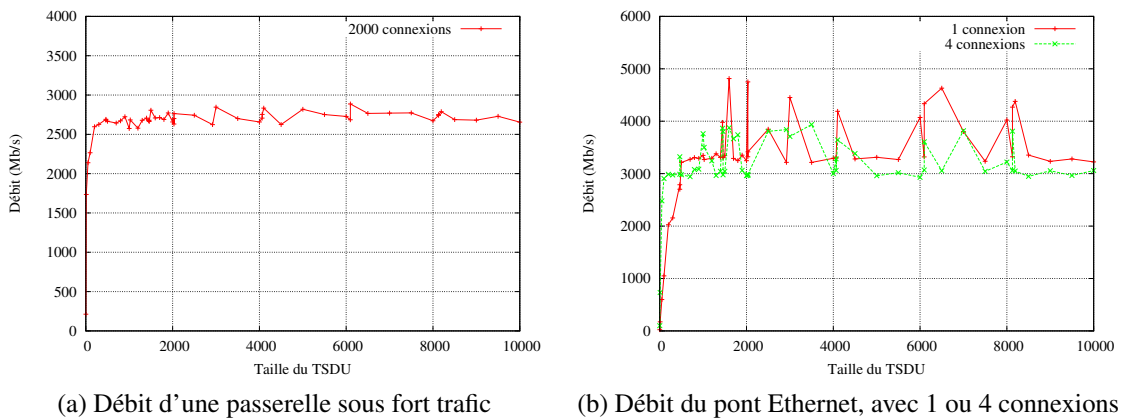 4000
3500
3000
2500
2000
1500
1000
500
0
Débit (Mb/s)
2000 connexions
0 2000 4000 6000 8000 10000
Taille du TSDU
(a) Débit d'une passerelle sous fort trafic
6000
5000
4000
3000
2000
1000
0
Débit (Mb/s)
1 connexion
4 connexions
0 2000 4000 6000 8000 10000
Taille du TSDU
(b) Débit du pont Ethernet, avec 1 ou 4 connexions